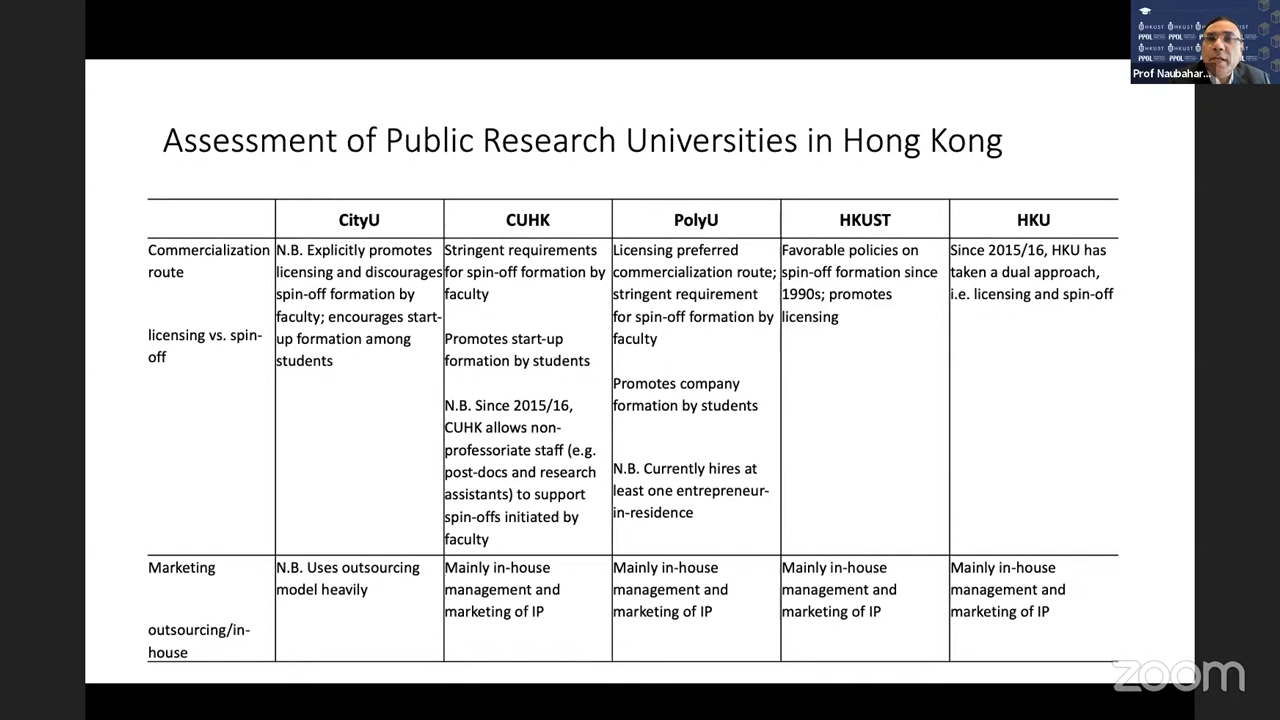 HKUST HKUST
PPOL PPOL
HKUST
PPOL PPOL
Prof Naubahar...
Assessment of Public Research Universities in Hong Kong
CityU CUHK PolyU HKUST HKU
Commercialization
route
licensing vs. spin-
off
N.B. Explicitly promotes
licensing and discourages
spin-off formation by
faculty; encourages start-
up formation among
students
Stringent requirements
for spin-off formation by
faculty
Promotes start-up
formation by students
N.B. Since 2015/16,
CUHK allows non-
professoriate staff (e.g.
post-docs and research
assistants) to support
spin-offs initiated by
faculty
Licensing preferred
commercialization route;
stringent requirement
for spin-off formation by
faculty
Promotes company
formation by students
N.B. Currently hires at
least one entrepreneur-
in-residence
Favorable policies on
spin-off formation since
1990s; promotes
licensing
Since 2015/16, HKU has
taken a dual approach,
i.e. licensing and spin-off
Marketing
outsourcing/in-
house
N.B. Uses outsourcing
model heavily
Mainly in-house
management and
marketing of IP
Mainly in-house
management and
marketing of IP
Mainly in-house
management and
marketing of IP
Mainly in-house
management and
marketing of IP
zoom